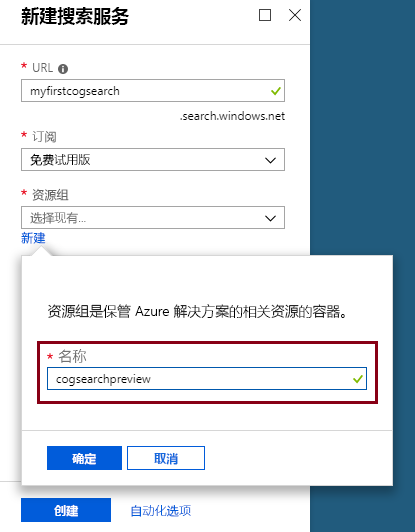 新建搜索服务
* URL
myfirstcogsearch
.search.windows.net
* 订阅
免费试用版
* 资源组
选择现有...
新建
资源组是保管 Azure 解决方案的相关资源的容器。
* 名称
cogsearchpreview
确定 取消
创建 自动化选项